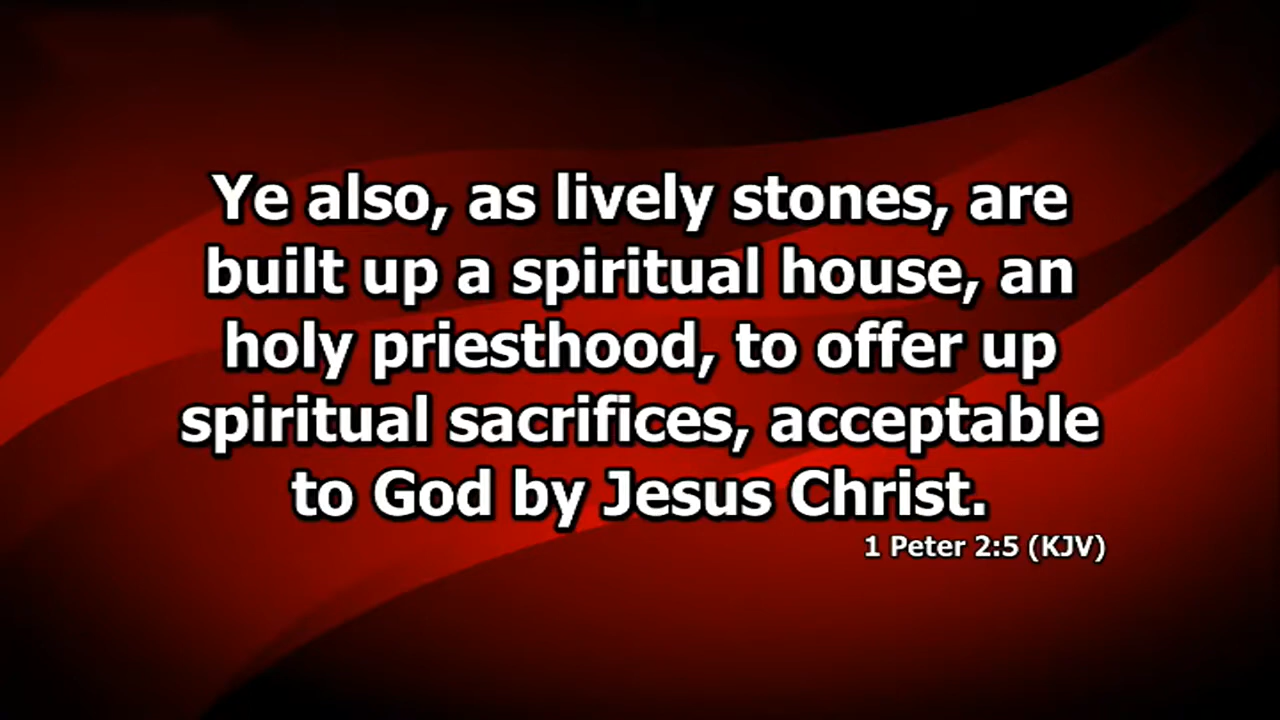 Ye also, as lively stones, are
built up a spiritual house, an
holy priesthood, to offer up
spiritual sacrifices, acceptable
to God by Jesus Christ.
1 Peter 2:5 (KJV)